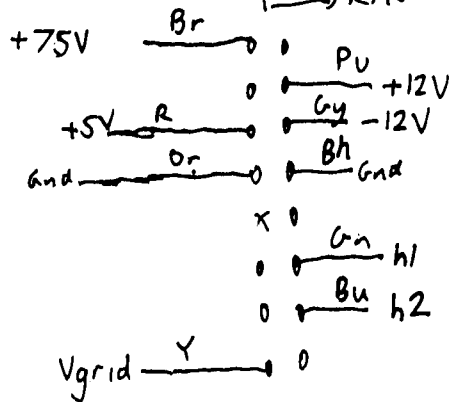 Br
+75V
Pu
+12V
Gy
-12V
+5V R
Or
Gnd
Bh
Gnd
x
Gn
h1
Bu
h2
Y
Vgrid